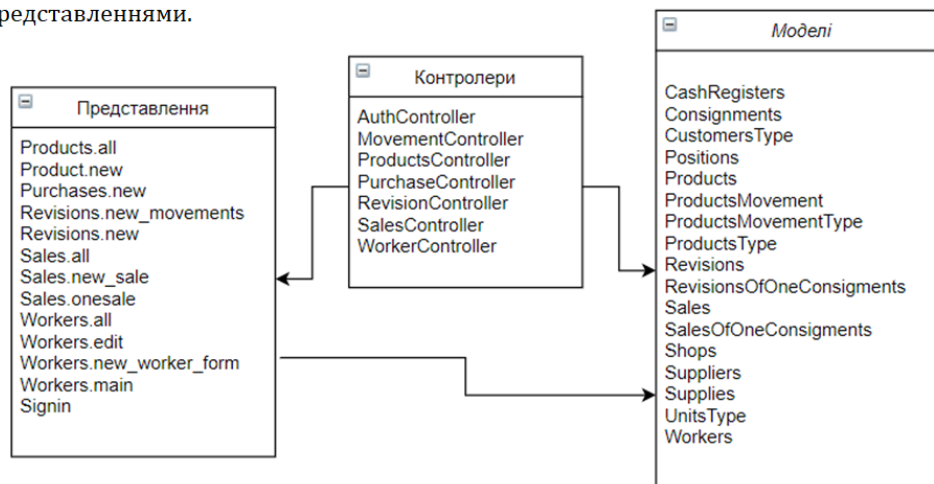 редставленнями.
Представлення
Products.all
Product.new
Purchases.new
Revisions.new_movements
Revisions.new
Sales.all
Sales.new_sale
Sales.onesale
Workers.all
Workers.edit
Workers.new_worker_form
Workers.main
Signin
Контролери
AuthController
MovementController
ProductsController
PurchaseController
RevisionController
SalesController
WorkerController
Моделі
CashRegisters
Consignments
CustomersType
Positions
Products
ProductsMovement
ProductsMovementType
ProductsType
Revisions
RevisionsOfOneConsigments
Sales
SalesOfOneConsigments
Shops
Suppliers
Supplies
UnitsType
Workers